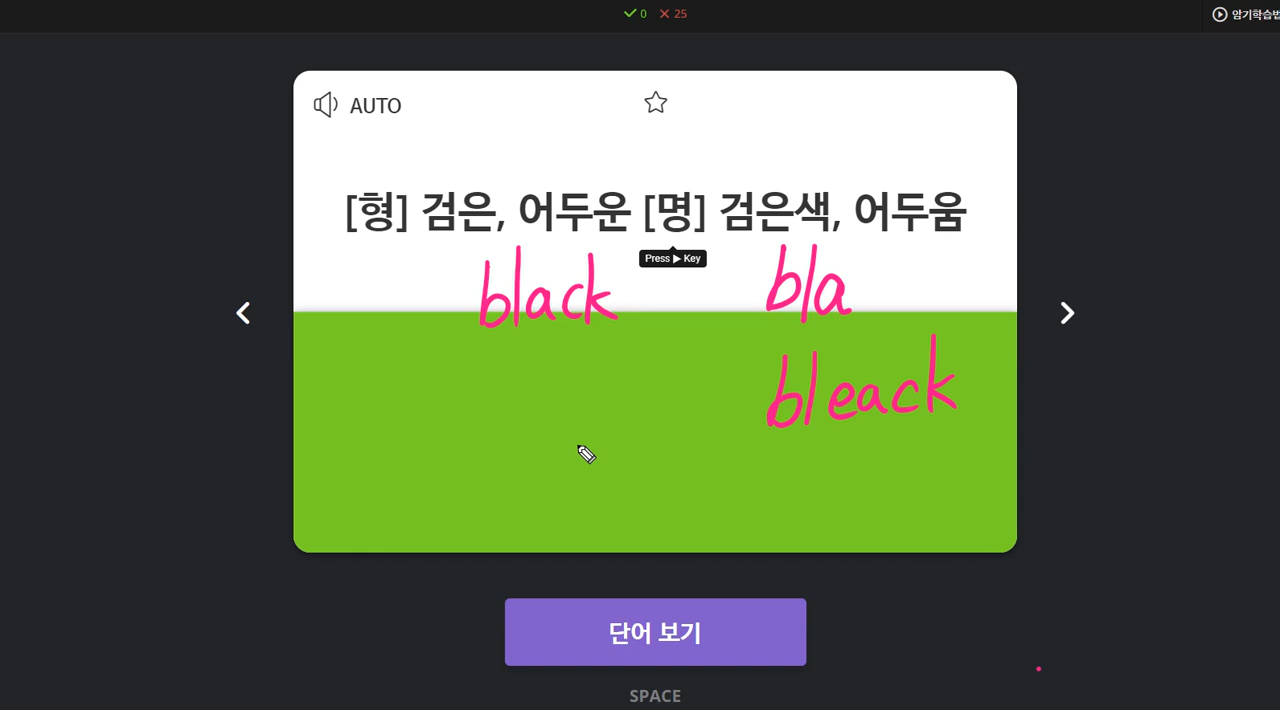 0 25 암기학습법
AUTO
[형] 검은, 어두운 [명] 검은색, 어두움
Press ▶ Key
black bla
bleack
단어 보기
SPACE